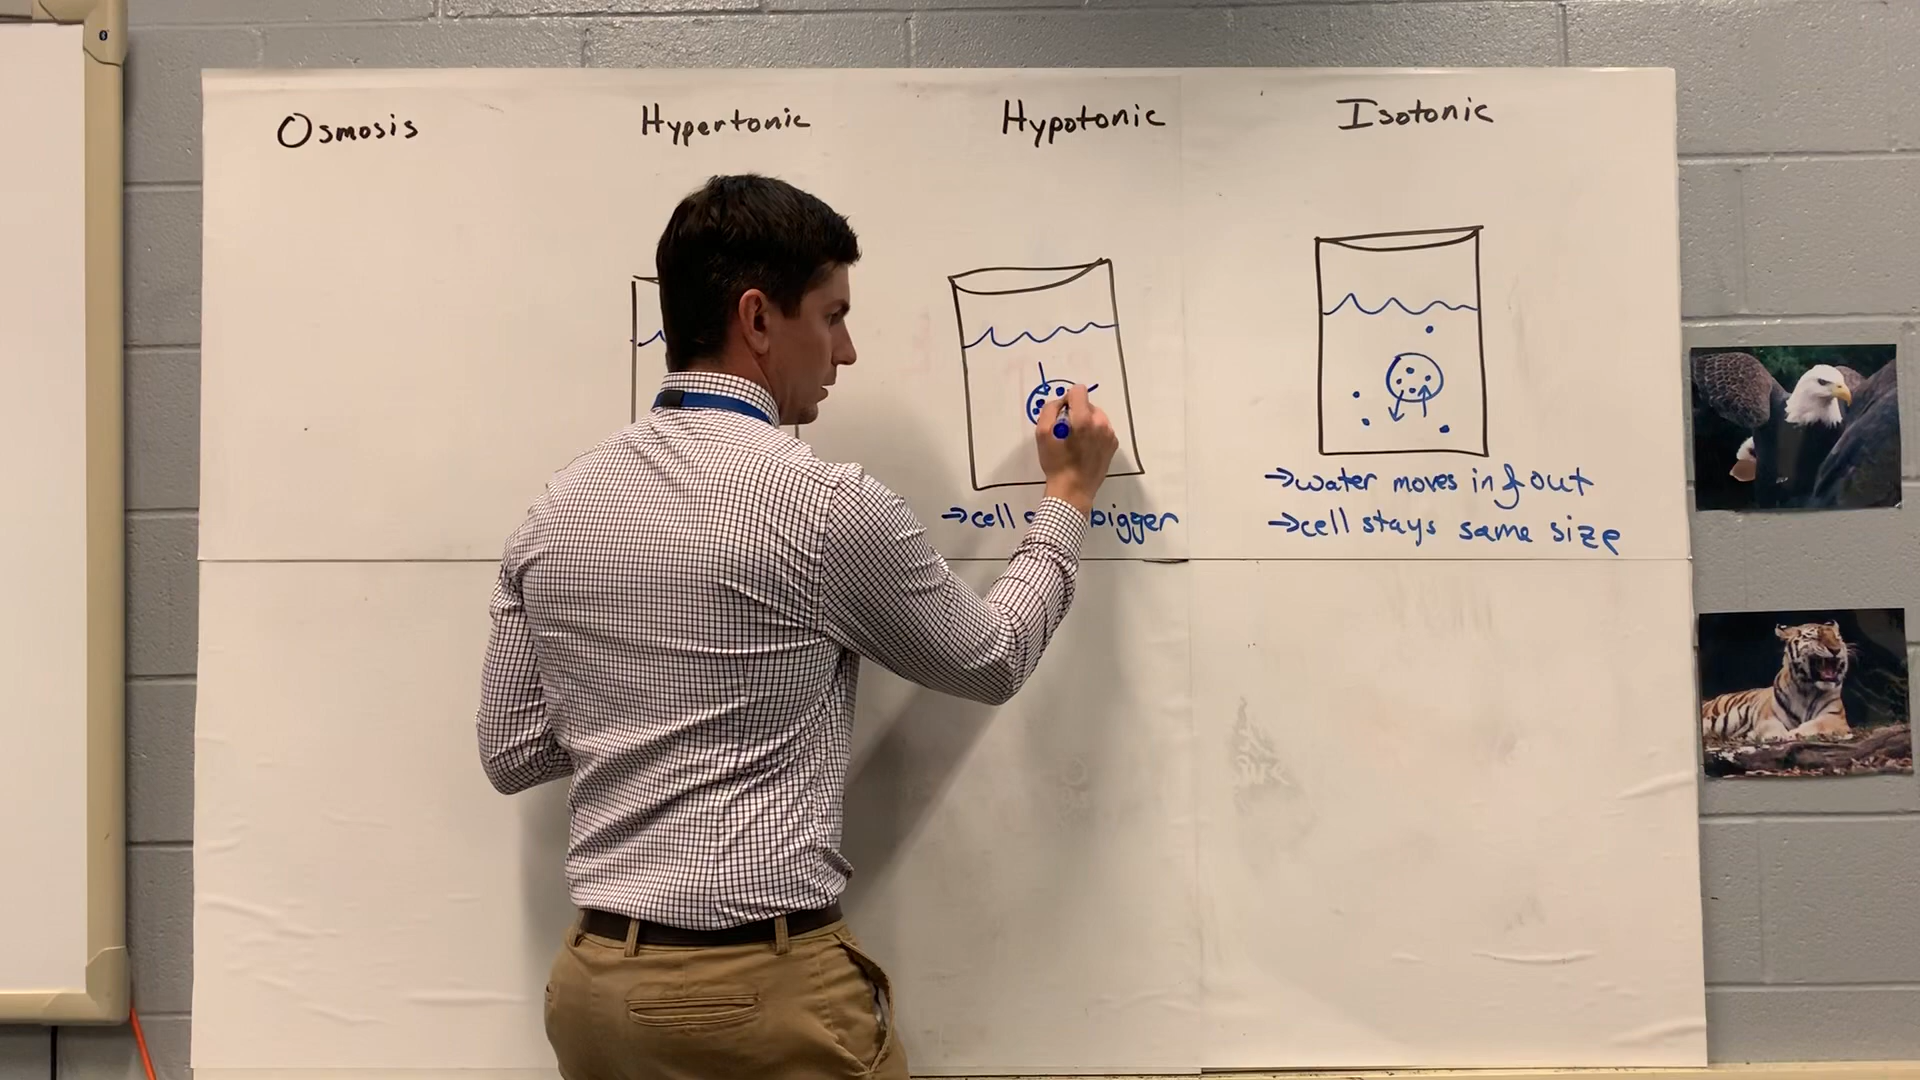 Osmosis
Hypertonic
Hypotonic
Isotonic
→cell bigger
→water moves in & out
→cell stays same size